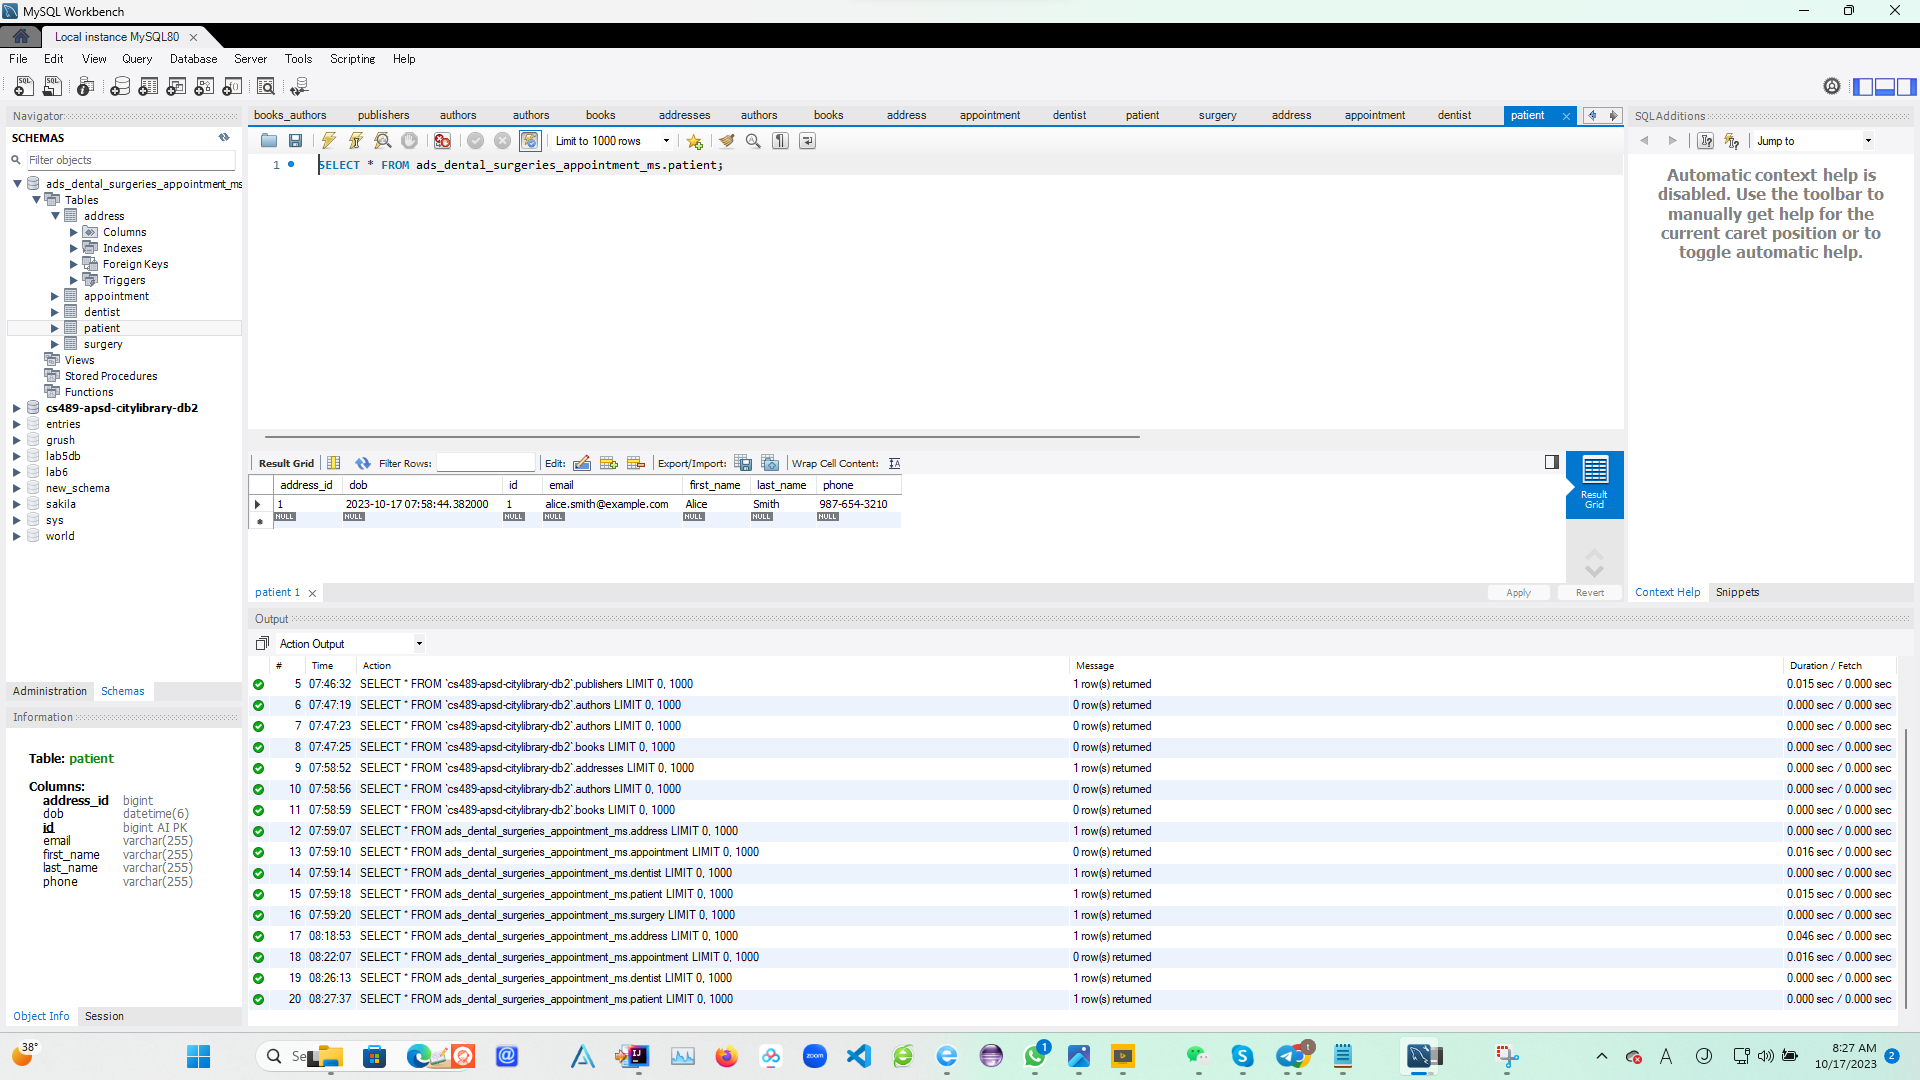 MySQL Workbench
Local instance MySQL80
File Edit View Query Database Server Tools Scripting Help
Navigator
SCHEMAS
Filter objects
ads_dental_surgeries_appointment_ms
Tables
address
Columns
Indexes
Foreign Keys
Triggers
appointment
dentist
patient
surgery
Views
Stored Procedures
Functions
cs489-apsd-citylibrary-db2
entries
grush
lab5db
lab6
new_schema
sakila
sys
world
Administration Schemas
Information
Table: patient
Columns:
address_id bigint
dob datetime(6)
id bigint AI PK
email varchar(255)
first_name varchar(255)
last_name varchar(255)
phone varchar(255)
Object Info Session
books_authors publishers authors authors books addresses authors books address appointment dentist patient surgery address appointment dentist patient
Limit to 1000 rows
1 SELECT * FROM ads_dental_surgeries_appointment_ms.patient;
Result Grid Filter Rows: Edit: Export/Import: Wrap Cell Content:
address_id dob id email first_name last_name phone
1 2023-10-17 07:58:44.382000 1 alice.smith@example.com Alice Smith 987-654-3210
NULL NULL NULL NULL NULL NULL NULL
Result
Grid
patient 1
Apply Revert
SQLAdditions
Jump to
Automatic context help is
disabled. Use the toolbar to
manually get help for the
current caret position or to
toggle automatic help.
Context Help Snippets
Output
Action Output
# Time Action Message Duration / Fetch
5 07:46:32 SELECT * FROM `cs489-apsd-citylibrary-db2`.publishers LIMIT 0, 1000 1 row(s) returned 0.015 sec / 0.000 sec
6 07:47:19 SELECT * FROM `cs489-apsd-citylibrary-db2`.authors LIMIT 0, 1000 0 row(s) returned 0.000 sec / 0.000 sec
7 07:47:23 SELECT * FROM `cs489-apsd-citylibrary-db2`.authors LIMIT 0, 1000 0 row(s) returned 0.000 sec / 0.000 sec
8 07:47:25 SELECT * FROM `cs489-apsd-citylibrary-db2`.books LIMIT 0, 1000 0 row(s) returned 0.000 sec / 0.000 sec
9 07:58:52 SELECT * FROM `cs489-apsd-citylibrary-db2`.addresses LIMIT 0, 1000 1 row(s) returned 0.000 sec / 0.000 sec
10 07:58:56 SELECT * FROM `cs489-apsd-citylibrary-db2`.authors LIMIT 0, 1000 0 row(s) returned 0.000 sec / 0.000 sec
11 07:58:59 SELECT * FROM `cs489-apsd-citylibrary-db2`.books LIMIT 0, 1000 0 row(s) returned 0.000 sec / 0.000 sec
12 07:59:07 SELECT * FROM ads_dental_surgeries_appointment_ms.address LIMIT 0, 1000 1 row(s) returned 0.000 sec / 0.000 sec
13 07:59:10 SELECT * FROM ads_dental_surgeries_appointment_ms.appointment LIMIT 0, 1000 0 row(s) returned 0.016 sec / 0.000 sec
14 07:59:14 SELECT * FROM ads_dental_surgeries_appointment_ms.dentist LIMIT 0, 1000 1 row(s) returned 0.000 sec / 0.000 sec
15 07:59:18 SELECT * FROM ads_dental_surgeries_appointment_ms.patient LIMIT 0, 1000 1 row(s) returned 0.015 sec / 0.000 sec
16 07:59:20 SELECT * FROM ads_dental_surgeries_appointment_ms.surgery LIMIT 0, 1000 1 row(s) returned 0.000 sec / 0.000 sec
17 08:18:53 SELECT * FROM ads_dental_surgeries_appointment_ms.address LIMIT 0, 1000 1 row(s) returned 0.046 sec / 0.000 sec
18 08:22:07 SELECT * FROM ads_dental_surgeries_appointment_ms.appointment LIMIT 0, 1000 0 row(s) returned 0.016 sec / 0.000 sec
19 08:26:13 SELECT * FROM ads_dental_surgeries_appointment_ms.dentist LIMIT 0, 1000 1 row(s) returned 0.000 sec / 0.000 sec
20 08:27:37 SELECT * FROM ads_dental_surgeries_appointment_ms.patient LIMIT 0, 1000 1 row(s) returned 0.000 sec / 0.000 sec
38°
Se
zoom
1
1
A
8:27 AM
10/17/2023
2